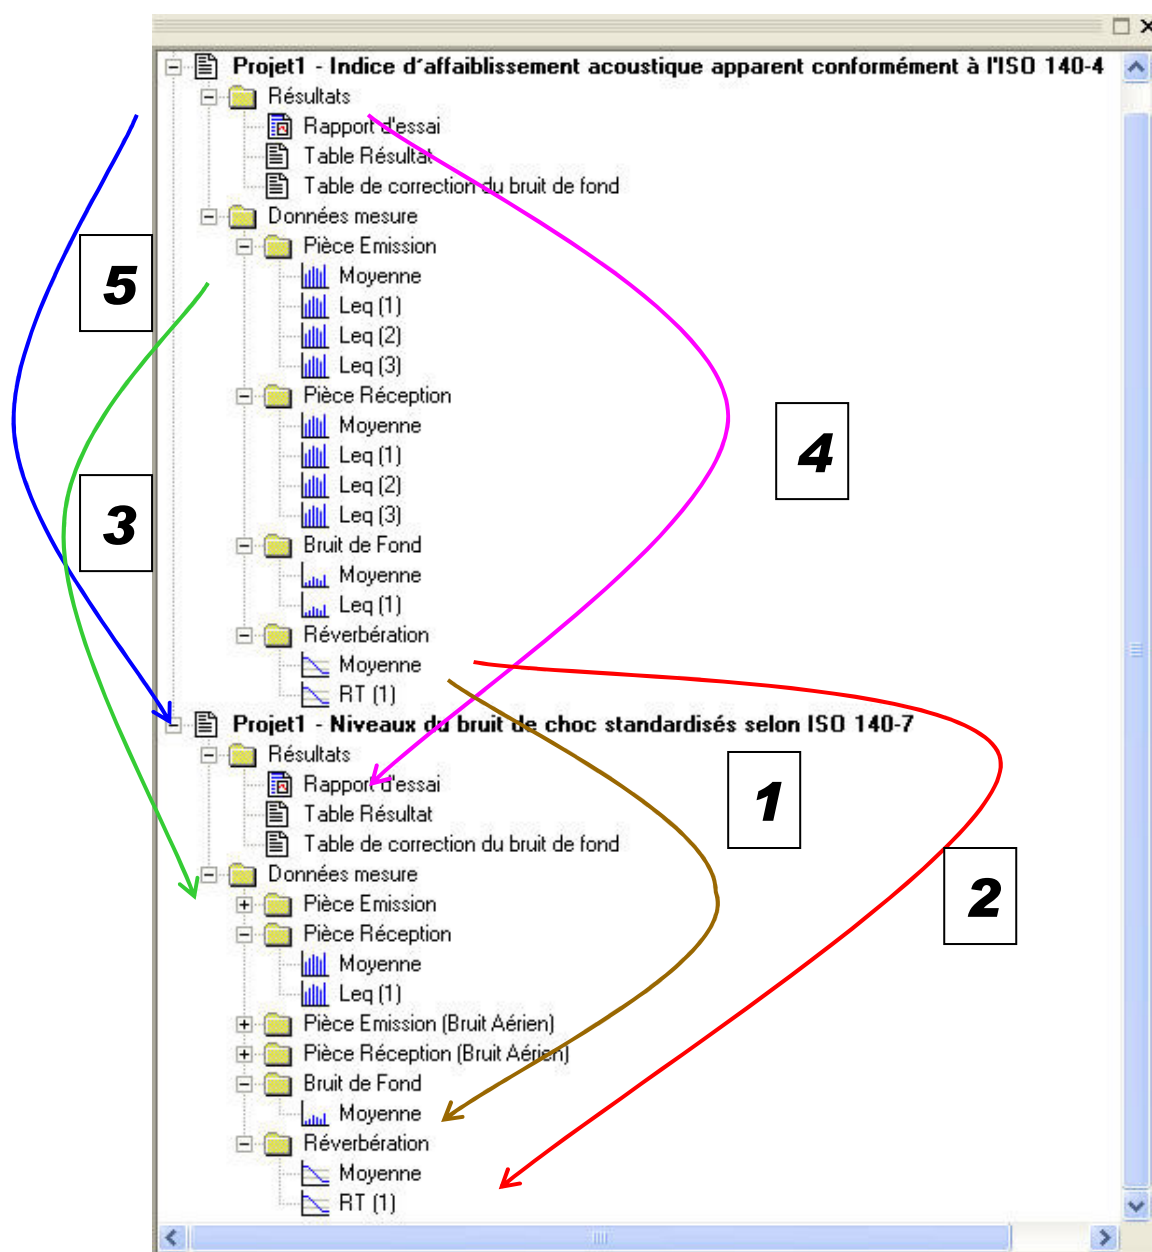 Projet1 - Indice d'affaiblissement acoustique apparent conformément à l'ISO 140-4
Résultats
Rapport d'essai
Table Résultat
Table de correction du bruit de fond
Données mesure
Pièce Emission
5
Moyenne
Leq (1)
Leq (2)
Leq (3)
Pièce Réception
Moyenne
4
Leq (1)
Leq (2)
Leq (3)
3
Bruit de Fond
Moyenne
Leq (1)
Réverbération
Moyenne
RT (1)
Projet1 - Niveaux du bruit de choc standardisés selon ISO 140-7
Résultats
Rapport d'essai
1
Table Résultat
Table de correction du bruit de fond
Données mesure
Pièce Emission
2
Pièce Réception
Moyenne
Leq (1)
Pièce Emission (Bruit Aérien)
Pièce Réception (Bruit Aérien)
Bruit de Fond
Moyenne
Réverbération
Moyenne
RT (1)